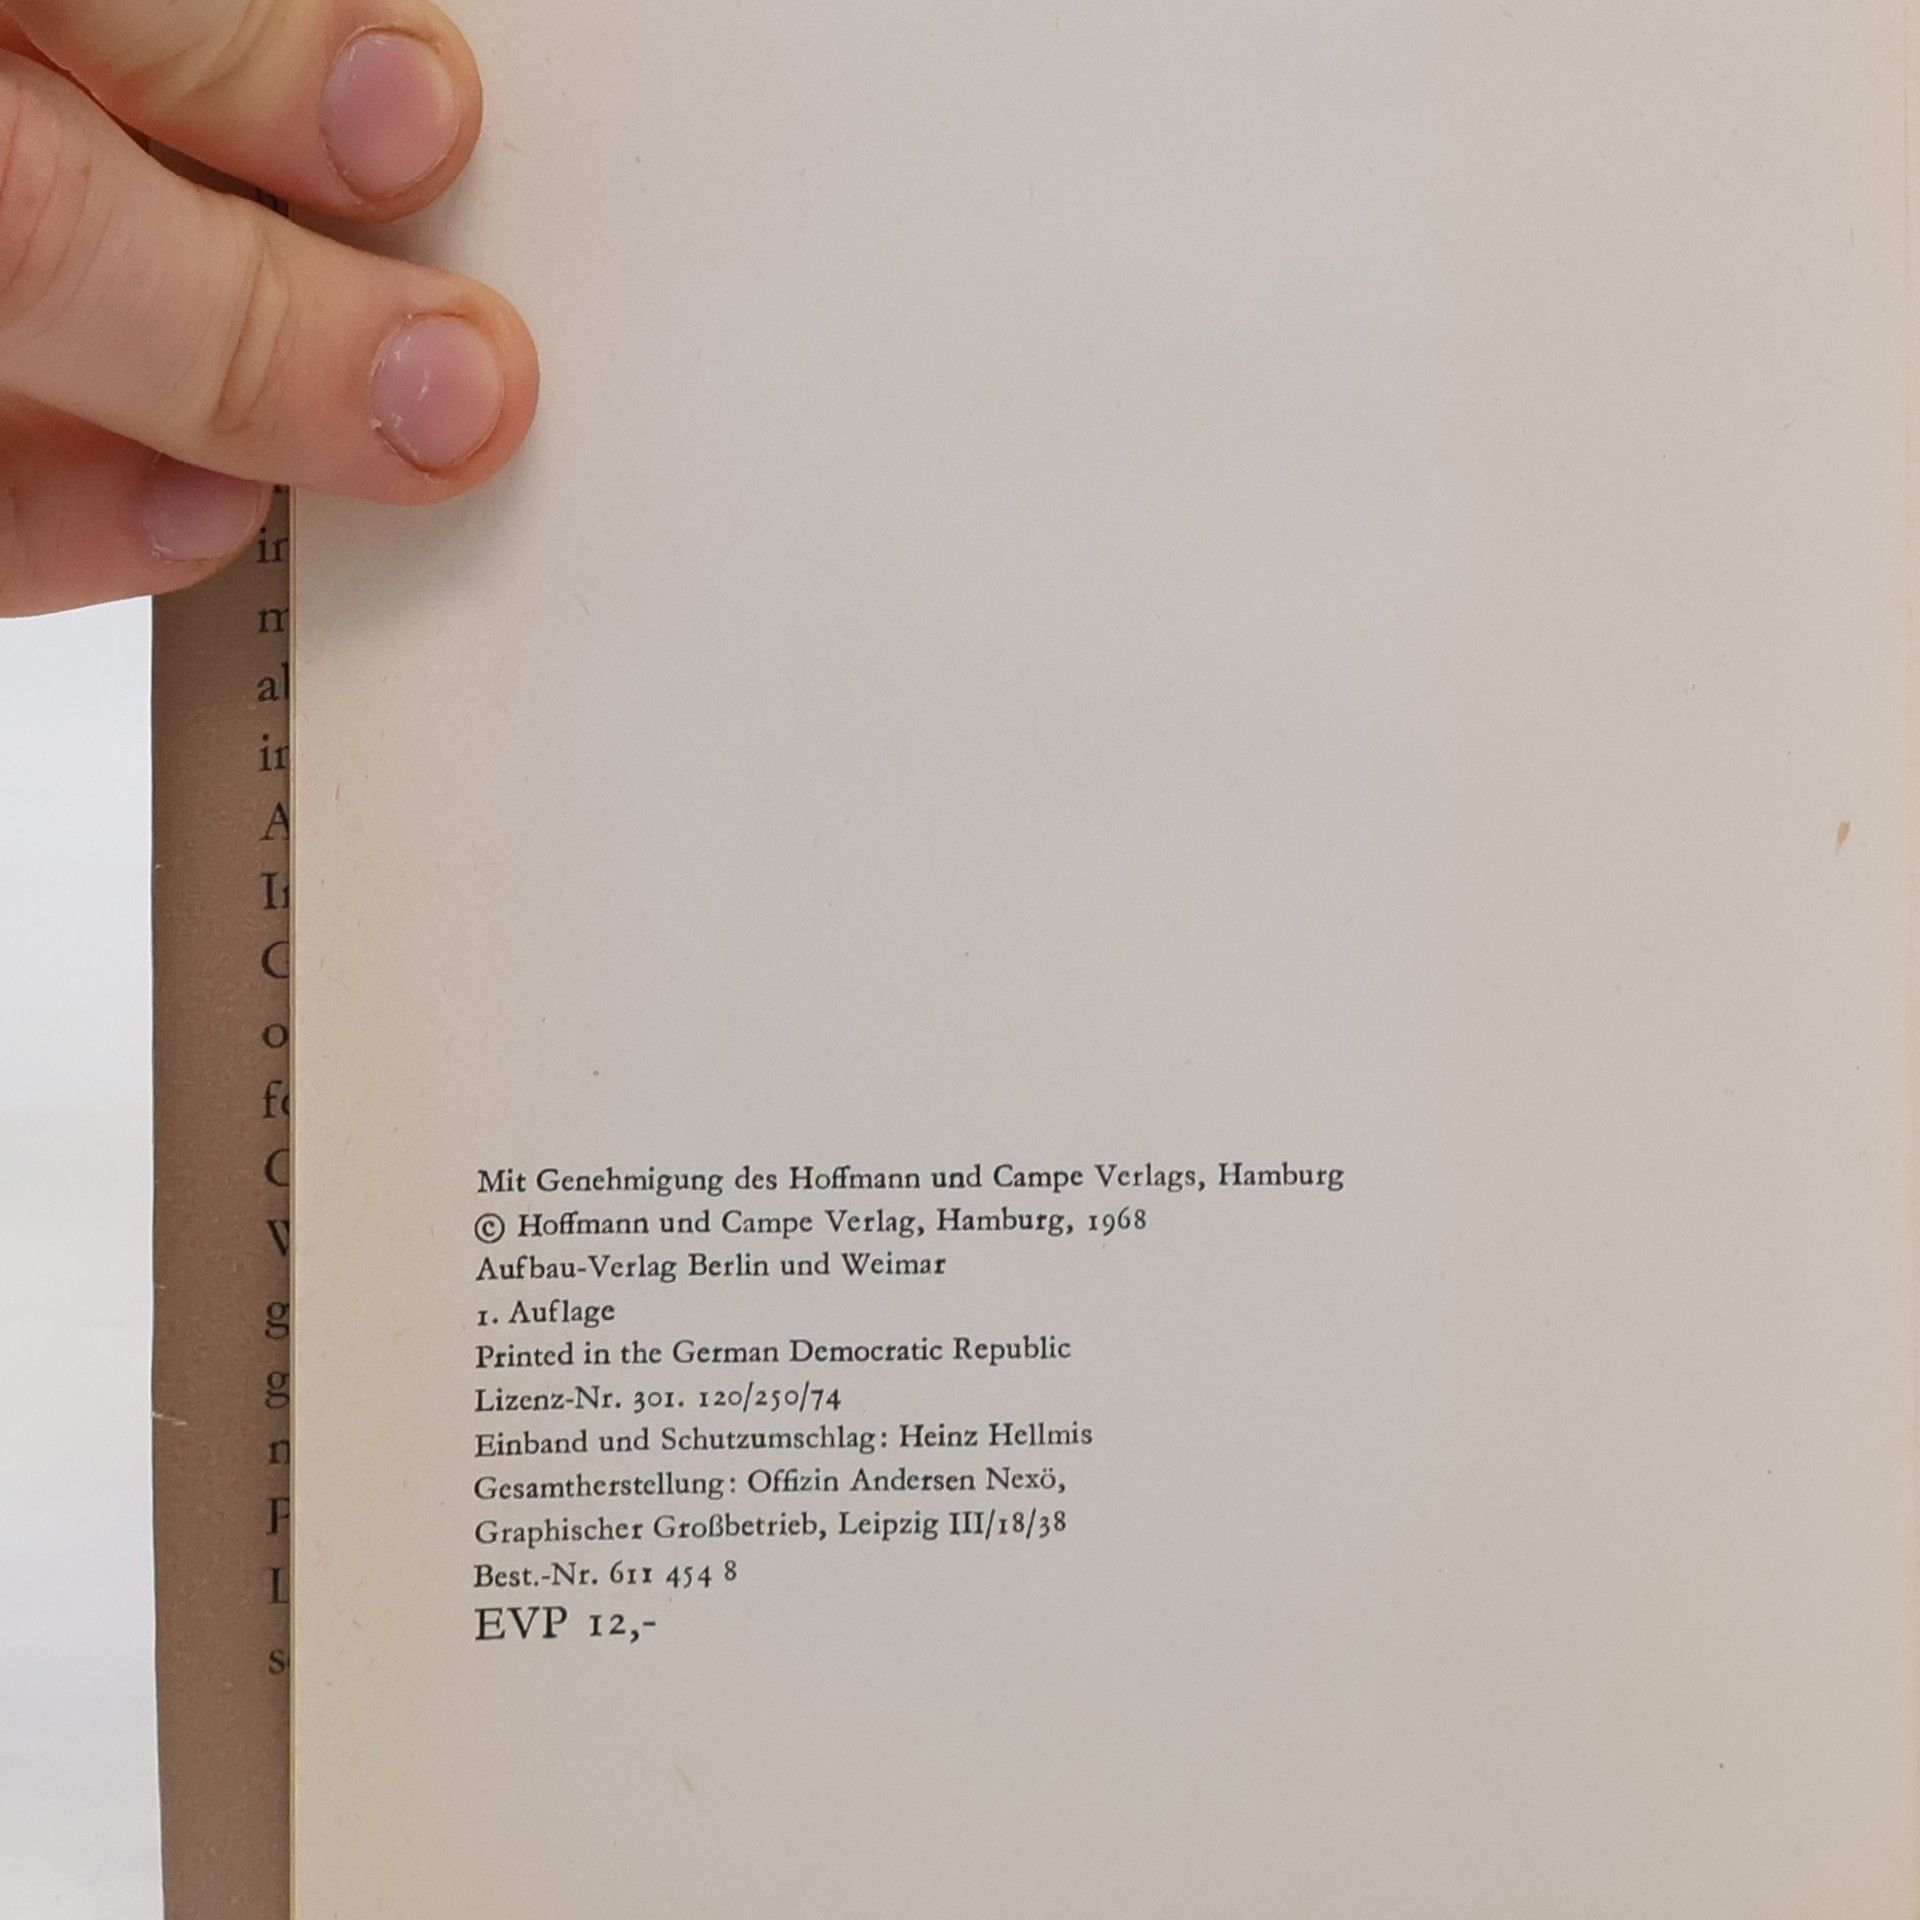 Mit Genehmigung des Hoffmann und Campe Verlags, Hamburg
© Hoffmann und Campe Verlag, Hamburg, 1968
Aufbau-Verlag Berlin und Weimar
1. Auflage
Printed in the German Democratic Republic
Lizenz-Nr. 301. 120/250/74
Einband und Schutzumschlag: Heinz Hellmis
Gesamtherstellung: Offizin Andersen Nexö,
Graphischer Großbetrieb, Leipzig III/18/38
Best.-Nr. 611 454 8
EVP 12,-